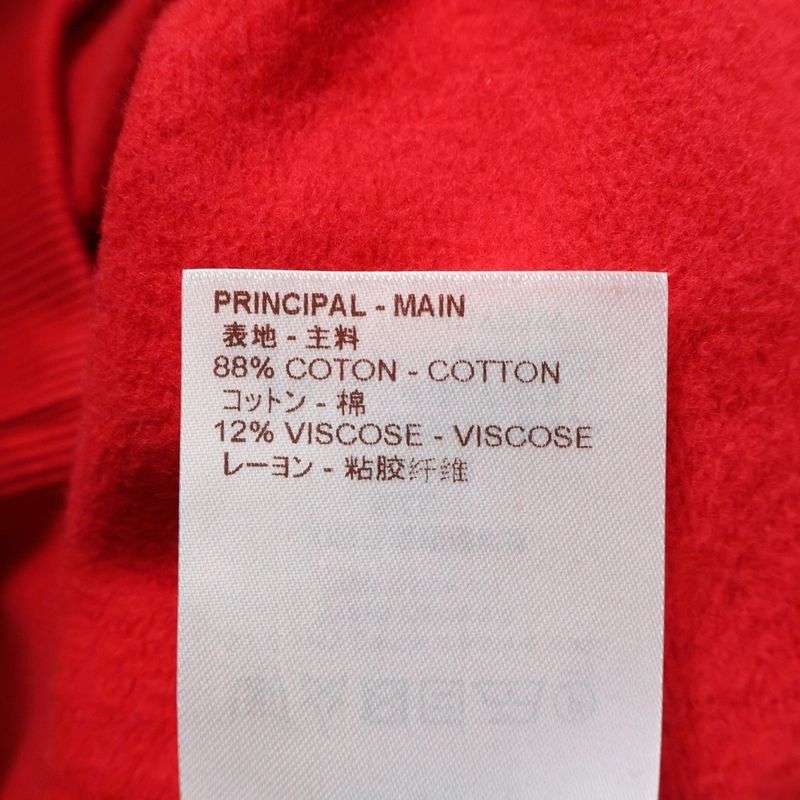 PRINCIPAL - MAIN
表地 - 主料
88% COTON - COTTON
コットン - 棉
12% VISCOSE - VISCOSE
レーヨン - 粘胶纤维